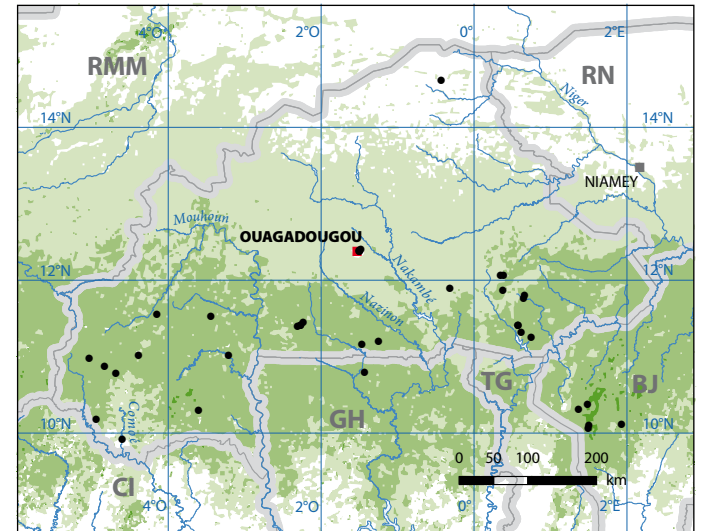 4°O 2°O 0° 2°E
RMM
RN
Niger
14°N 14°N
NIAMEY
Mouhoun
OUAGADOUGOU
Nakambé
12°N 12°N
Nazinon
TG
BJ
Comoé
GH
10°N 10°N
0 50 100 200
km
CI
4°O 2°O 0° 2°E